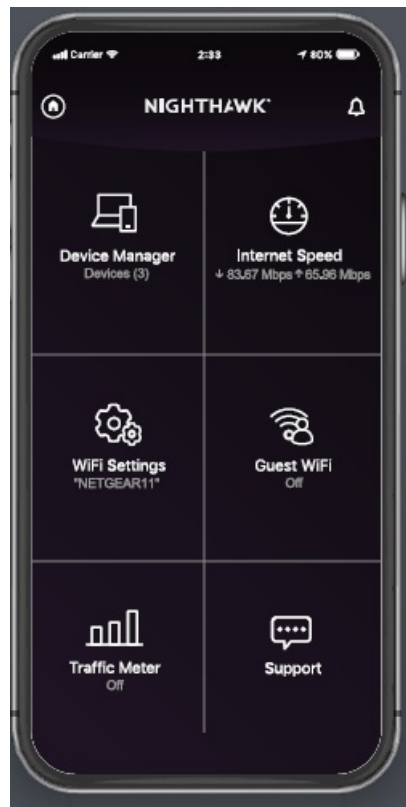 Carrier 2:33 80%
NIGHTHAWK
Device Manager
Devices (3)
Internet Speed
↓ 83.67 Mbps ↑ 65.96 Mbps
WiFi Settings
"NETGEAR11"
Guest WiFi
Off
Traffic Meter
Off
Support